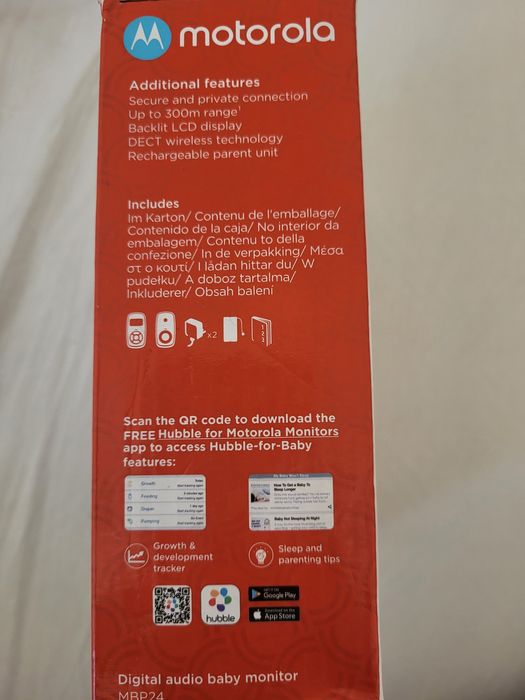 motorola
Additional features
Secure and private connection
Up to 300m range¹
Backlit LCD display
DECT wireless technology
Rechargeable parent unit
Includes
Im Karton/ Contenu de l'emballage/
Contenido de la caja/ No interior da
embalagem/ Contenu to della
confezione/ In de verpakking/ Μέσα
στ ο κουτί/ I lådan hittar du/ W
pudełku/ A doboz tartalma/
Inkluderer/ Obsah balení
x2
1
2
3
Scan the QR code to download the
FREE Hubble for Motorola Monitors
app to access Hubble-for-Baby
features:
Growth
Feeding
Diaper
Pumping
How To Get a Baby To
Sleep Longer
Baby Not Sleeping At Night
Growth &
development
tracker
Sleep and
parenting tips
hubble
GET IT ON
Google Play
Download on the
App Store
Digital audio baby monitor
MBP24